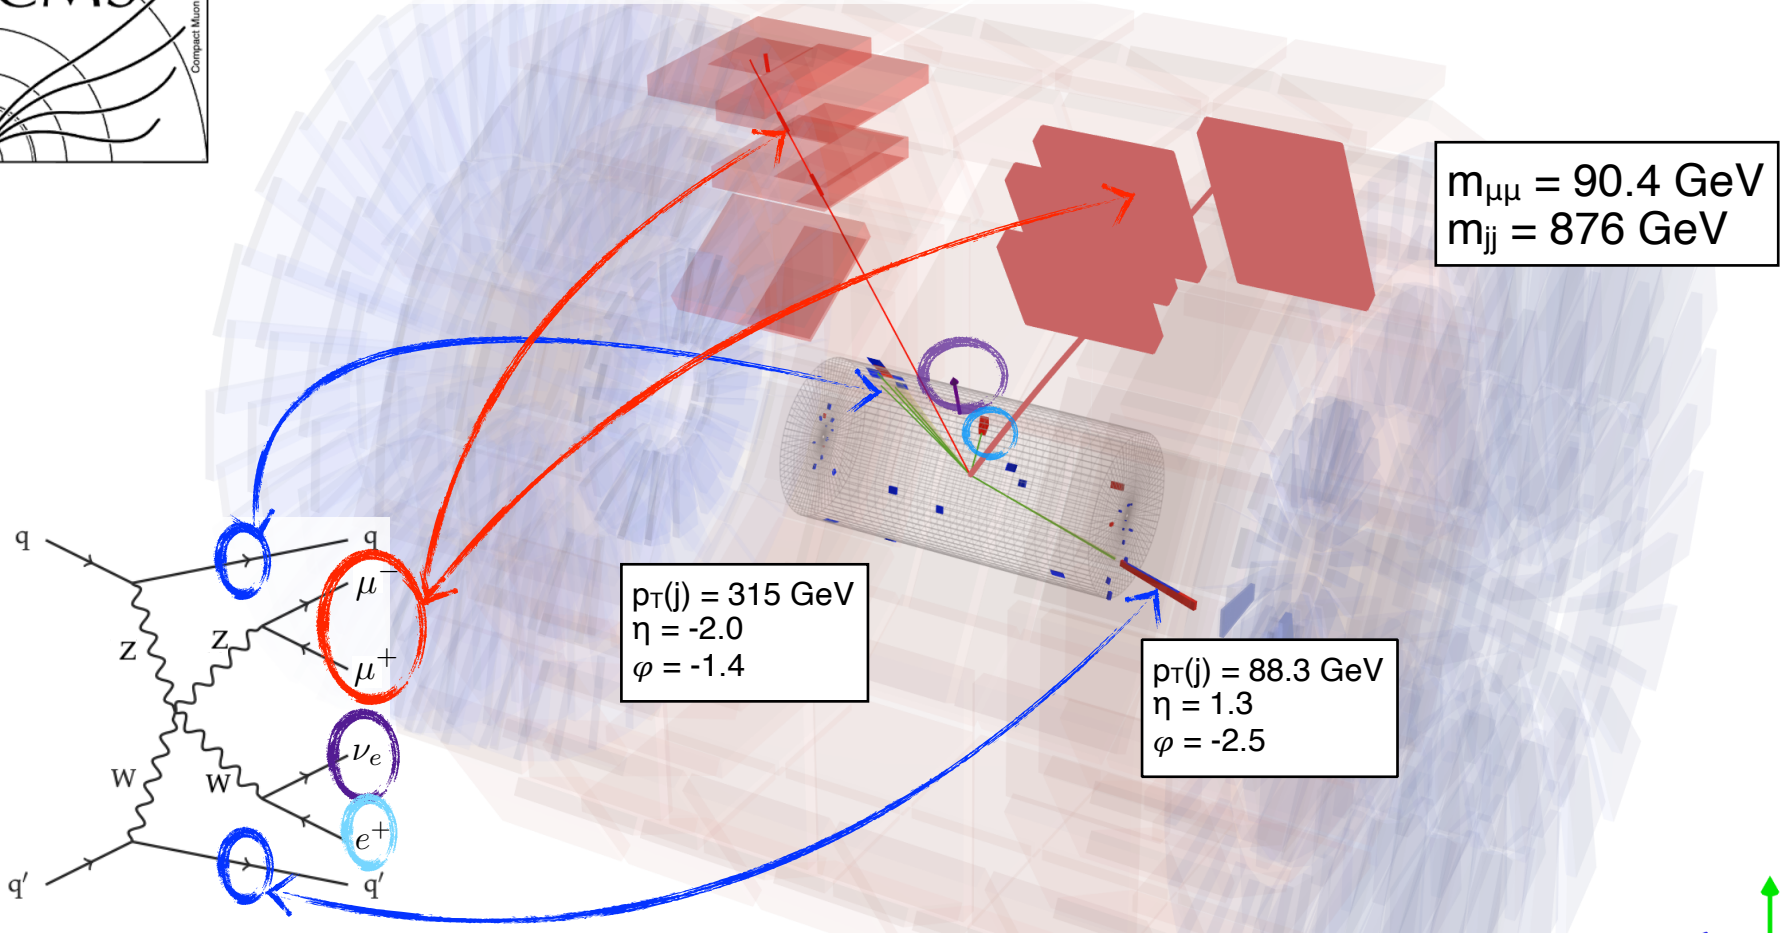 CMS
Compact Muon
mμμ = 90.4 GeV
mjj = 876 GeV
pT(j) = 315 GeV
η = -2.0
φ = -1.4
pT(j) = 88.3 GeV
η = 1.3
φ = -2.5
q
q
μ−
Z
Z
μ+
νe
W
W
e+
q′
q′